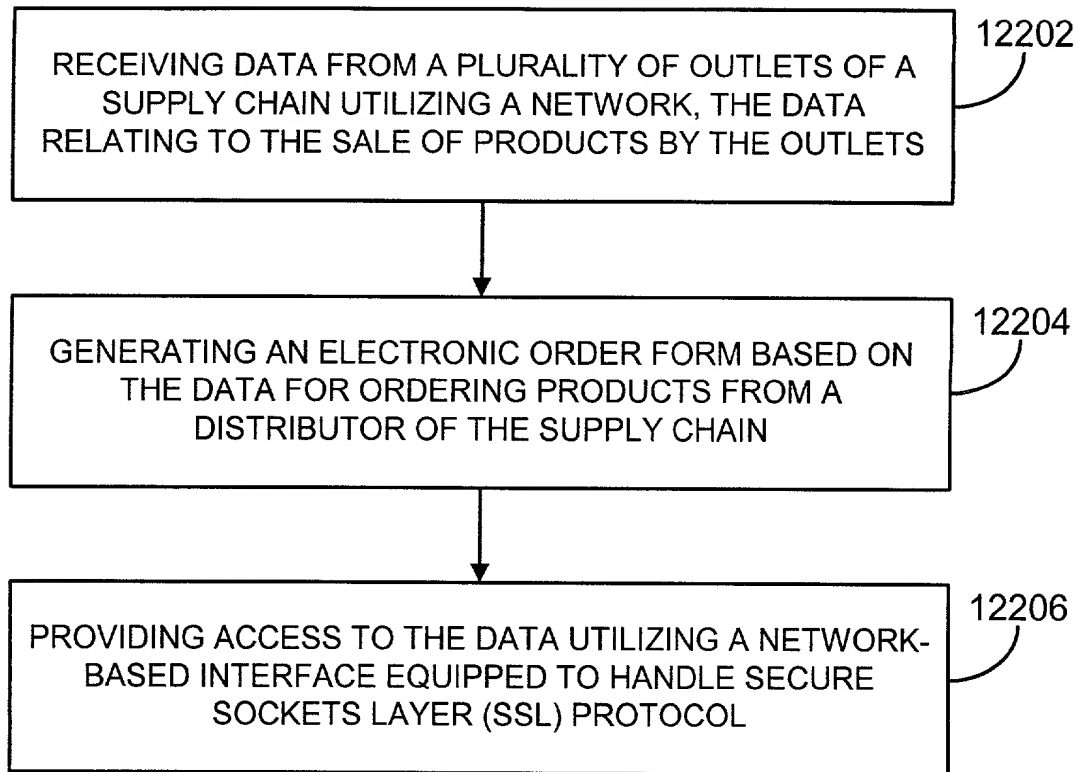 12202
RECEIVING DATA FROM A PLURALITY OF OUTLETS OF A
SUPPLY CHAIN UTILIZING A NETWORK, THE DATA
RELATING TO THE SALE OF PRODUCTS BY THE OUTLETS
12204
GENERATING AN ELECTRONIC ORDER FORM BASED ON
THE DATA FOR ORDERING PRODUCTS FROM A
DISTRIBUTOR OF THE SUPPLY CHAIN
12206
PROVIDING ACCESS TO THE DATA UTILIZING A NETWORK-
BASED INTERFACE EQUIPPED TO HANDLE SECURE
SOCKETS LAYER (SSL) PROTOCOL